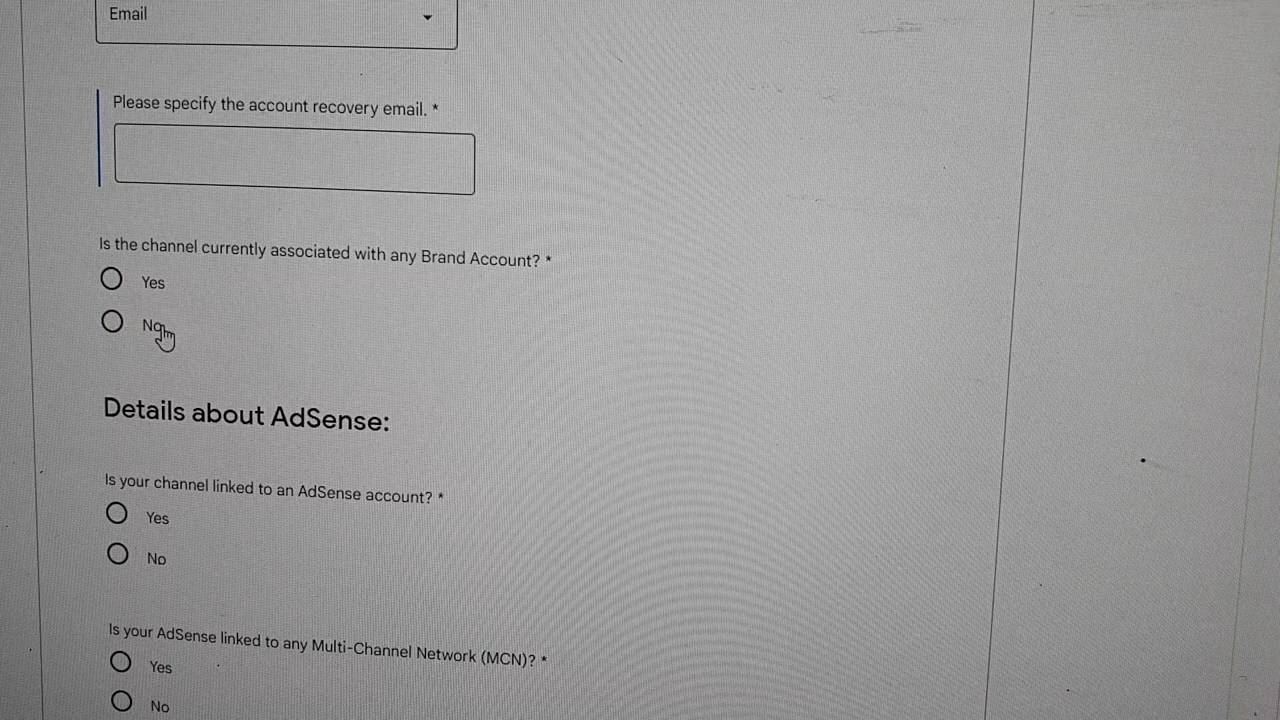 Email
Please specify the account recovery email. *
Is the channel currently associated with any Brand Account? *
Yes
No
Details about AdSense:
Is your channel linked to an AdSense account? *
Yes
No
Is your AdSense linked to any Multi-Channel Network (MCN)? *
Yes
No